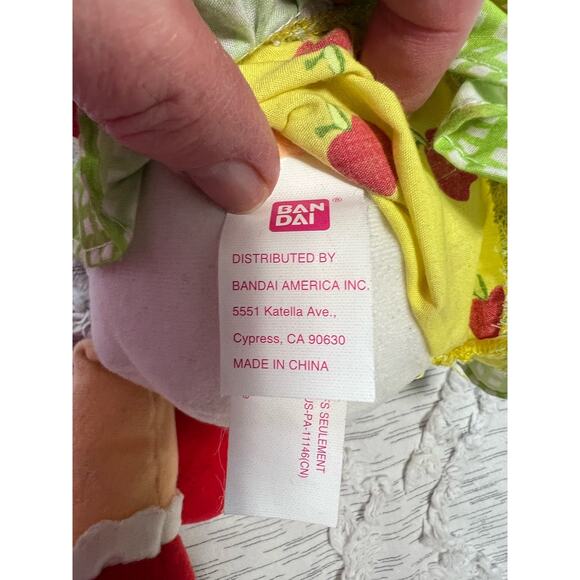 BAN
DAI
®
DISTRIBUTED BY
BANDAI AMERICA INC.
5551 Katella Ave.,
Cypress, CA 90630
MADE IN CHINA
SEULEMENT
US-PA-11146(CN)